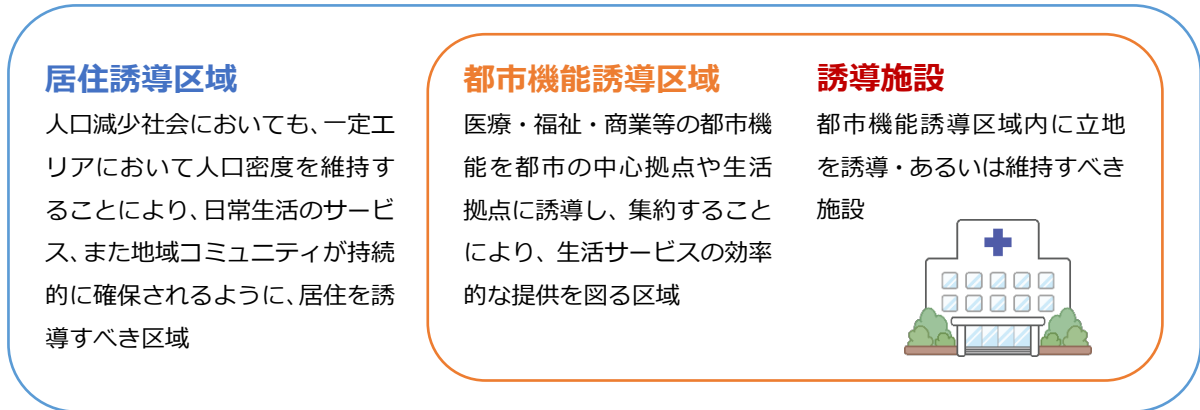 居住誘導区域
人口減少社会においても、一定エ
リアにおいて人口密度を維持す
ることにより、日常生活のサービ
ス、また地域コミュニティが持続
的に確保されるように、居住を誘
導すべき区域
都市機能誘導区域
医療・福祉・商業等の都市機
能を都市の中心拠点や生活
拠点に誘導し、集約すること
により、生活サービスの効率
的な提供を図る区域
誘導施設
都市機能誘導区域内に立地
を誘導・あるいは維持すべき
施設